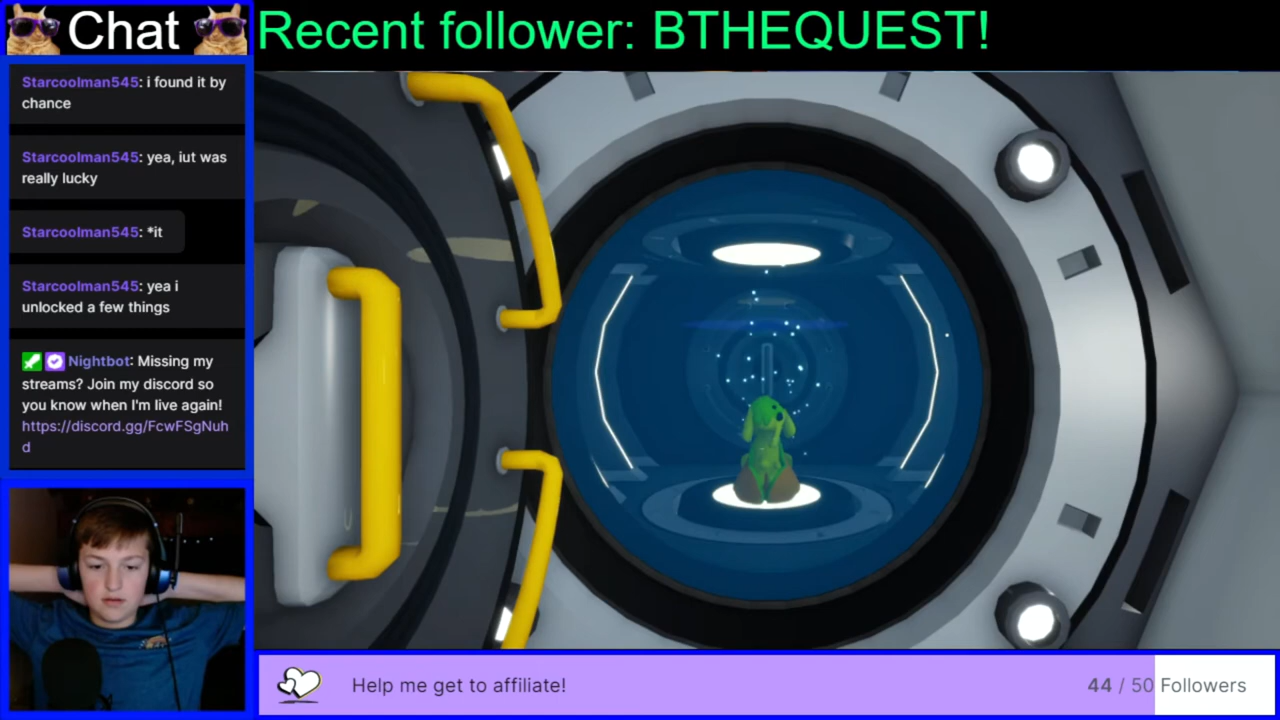 Chat
Recent follower: BTHEQUEST!
Starcoolman545: i found it by
chance
Starcoolman545: yea, iut was
really lucky
Starcoolman545: *it
Starcoolman545: yea i
unlocked a few things
Nightbot: Missing my
streams? Join my discord so
you know when I'm live again!
https://discord.gg/FcwFSgNuh
d
Help me get to affiliate!
44 / 50 Followers